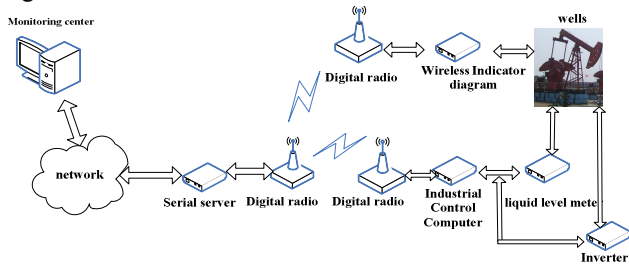 Monitoring center
network
Serial server
Digital radio
Digital radio
Wireless Indicator
diagram
wells
Digital radio
Industrial
Control
Computer
liquid level mete
Inverter